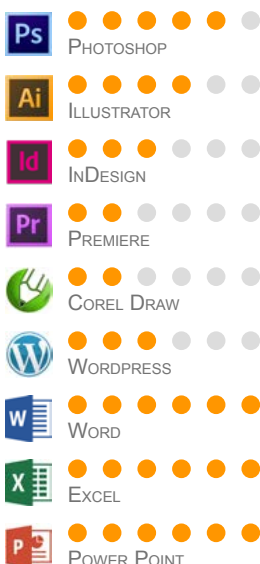 Ps
Photoshop
Ai
Illustrator
Id
InDesign
Pr
Premiere
Corel Draw
W
Wordpress
W
Word
X
Excel
P
Power Point